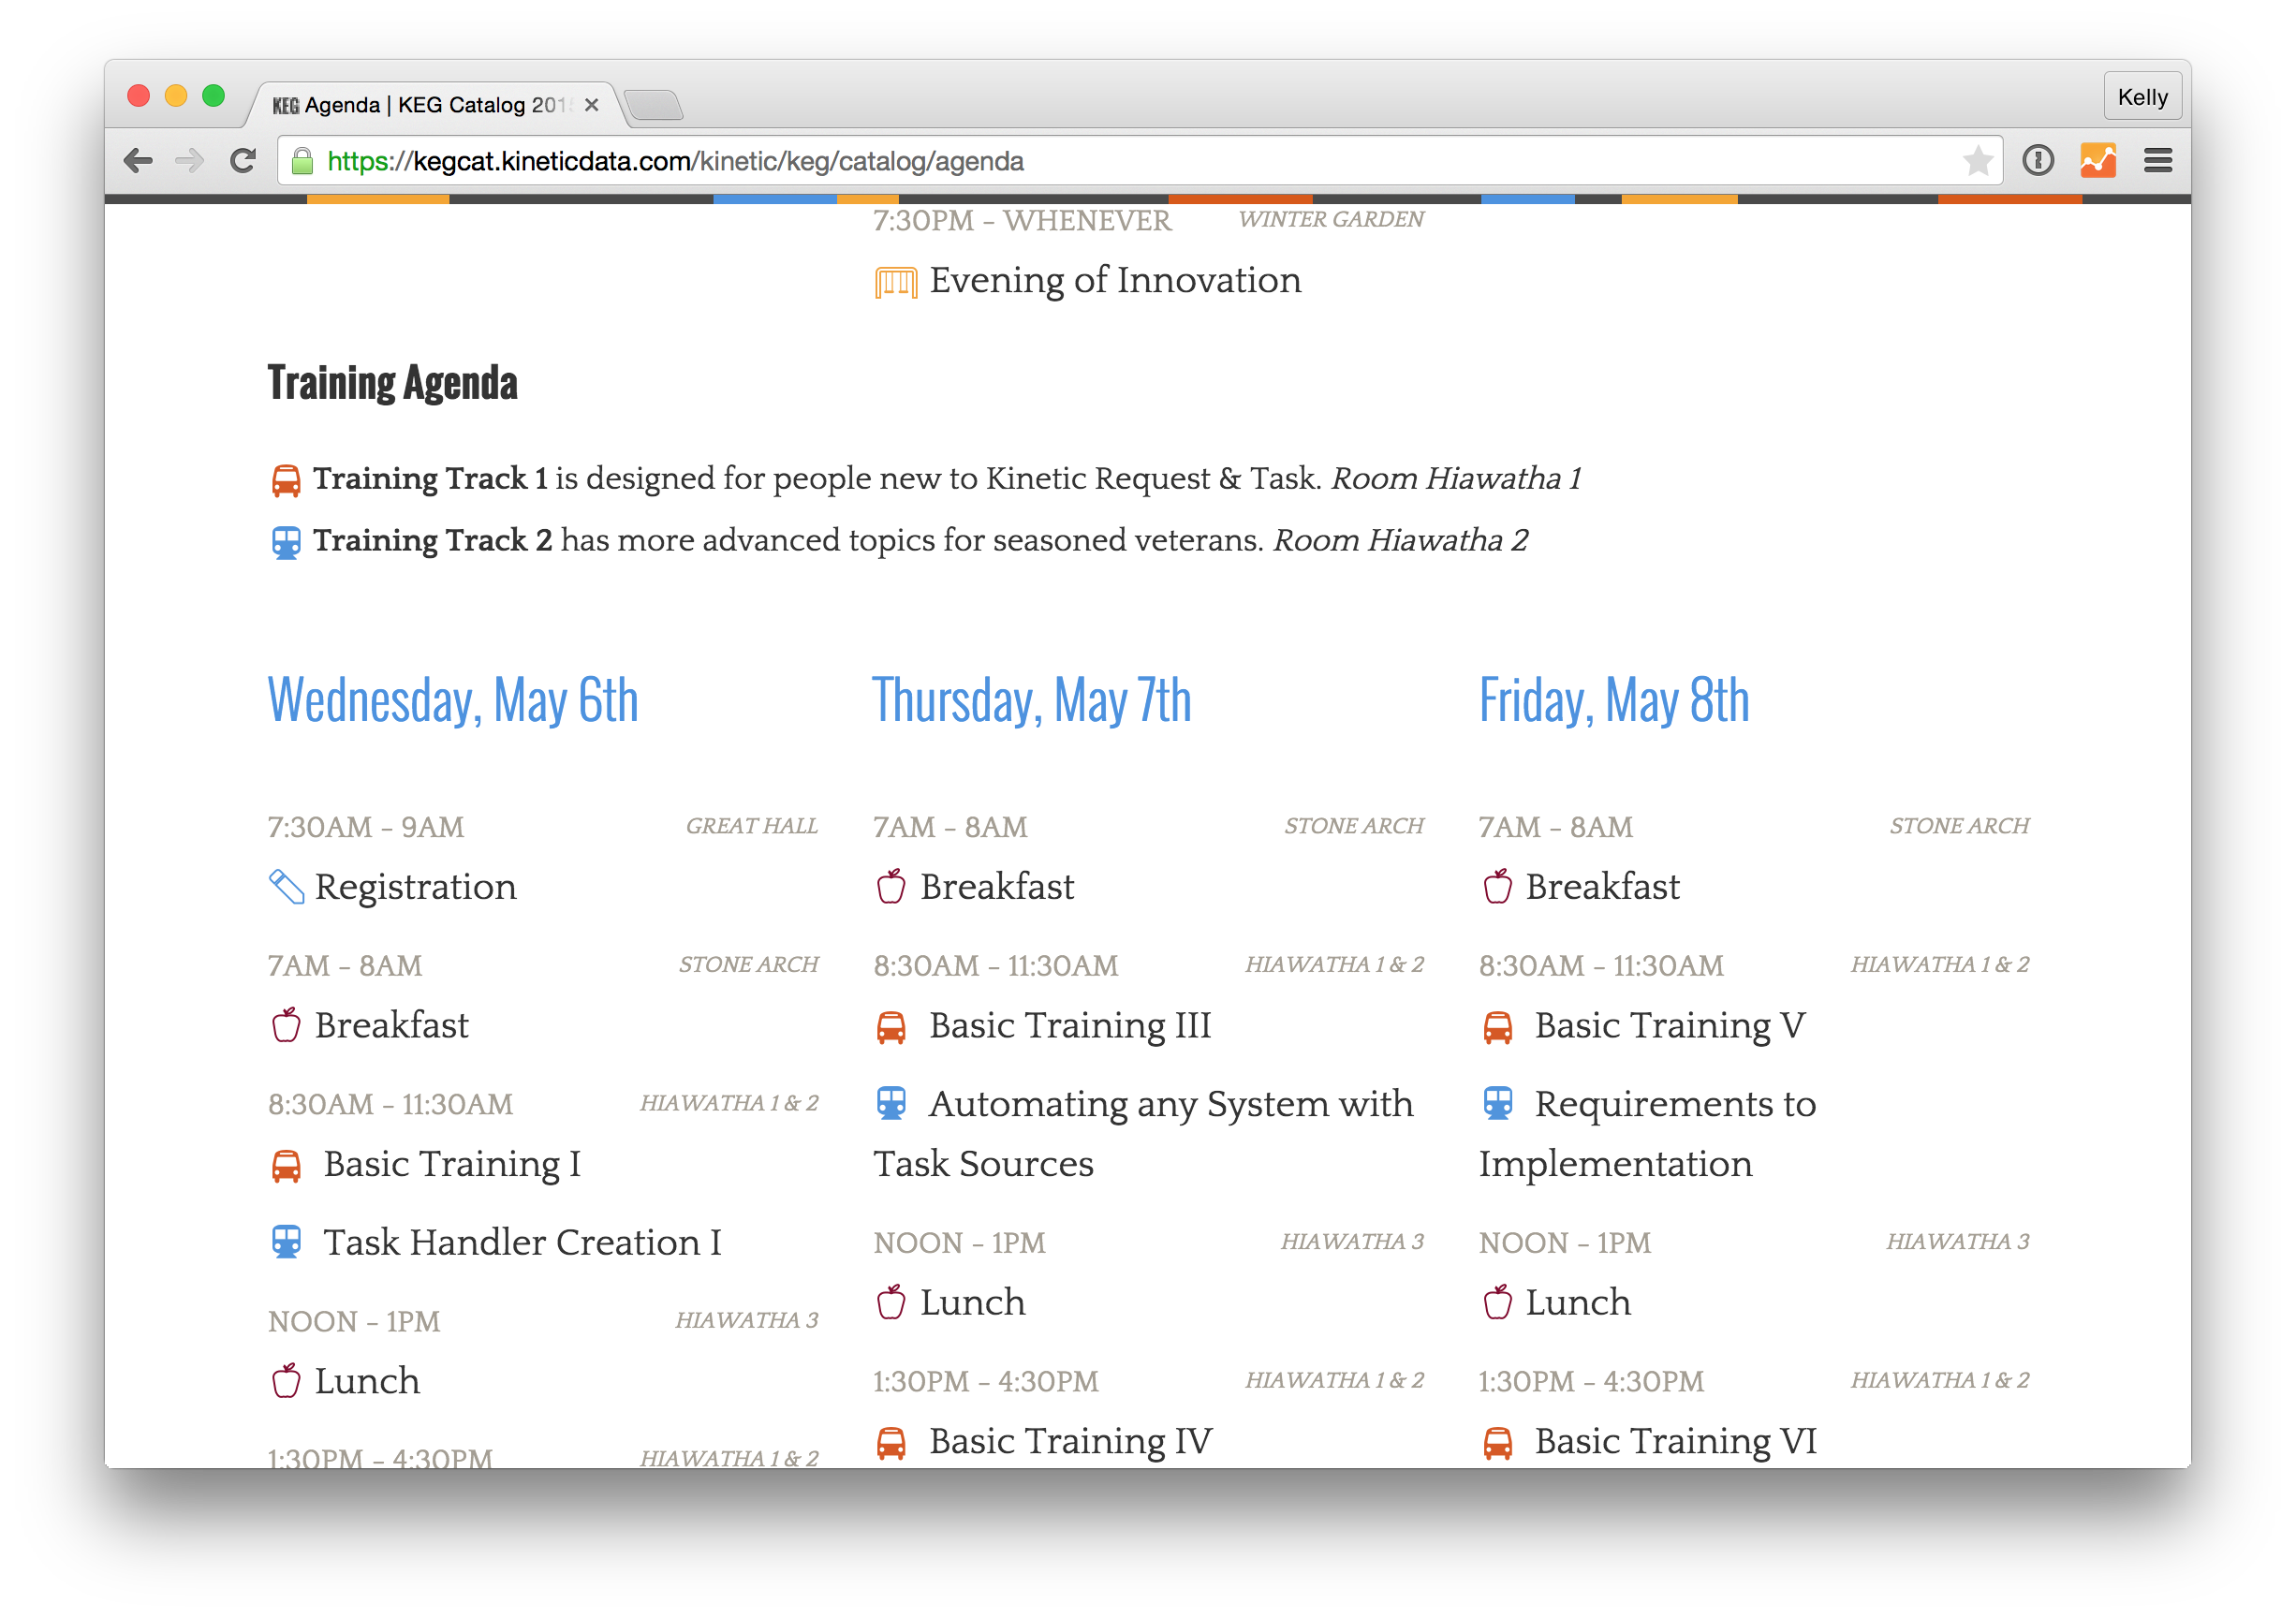 KEG Agenda | KEG Catalog 201
Kelly
https://kegcat.kineticdata.com/kinetic/keg/catalog/agenda
7:30PM – WHENEVER WINTER GARDEN
Evening of Innovation
Training Agenda
Training Track 1 is designed for people new to Kinetic Request & Task. Room Hiawatha 1
Training Track 2 has more advanced topics for seasoned veterans. Room Hiawatha 2
Wednesday, May 6th
7:30AM – 9AM GREAT HALL
Registration
7AM – 8AM STONE ARCH
Breakfast
8:30AM – 11:30AM HIAWATHA 1 & 2
Basic Training I
Task Handler Creation I
NOON – 1PM HIAWATHA 3
Lunch
1:30PM – 4:30PM HIAWATHA 1 & 2
Thursday, May 7th
7AM – 8AM STONE ARCH
Breakfast
8:30AM – 11:30AM HIAWATHA 1 & 2
Basic Training III
Automating any System with
Task Sources
NOON – 1PM HIAWATHA 3
Lunch
1:30PM – 4:30PM HIAWATHA 1 & 2
Basic Training IV
Friday, May 8th
7AM – 8AM STONE ARCH
Breakfast
8:30AM – 11:30AM HIAWATHA 1 & 2
Basic Training V
Requirements to
Implementation
NOON – 1PM HIAWATHA 3
Lunch
1:30PM – 4:30PM HIAWATHA 1 & 2
Basic Training VI